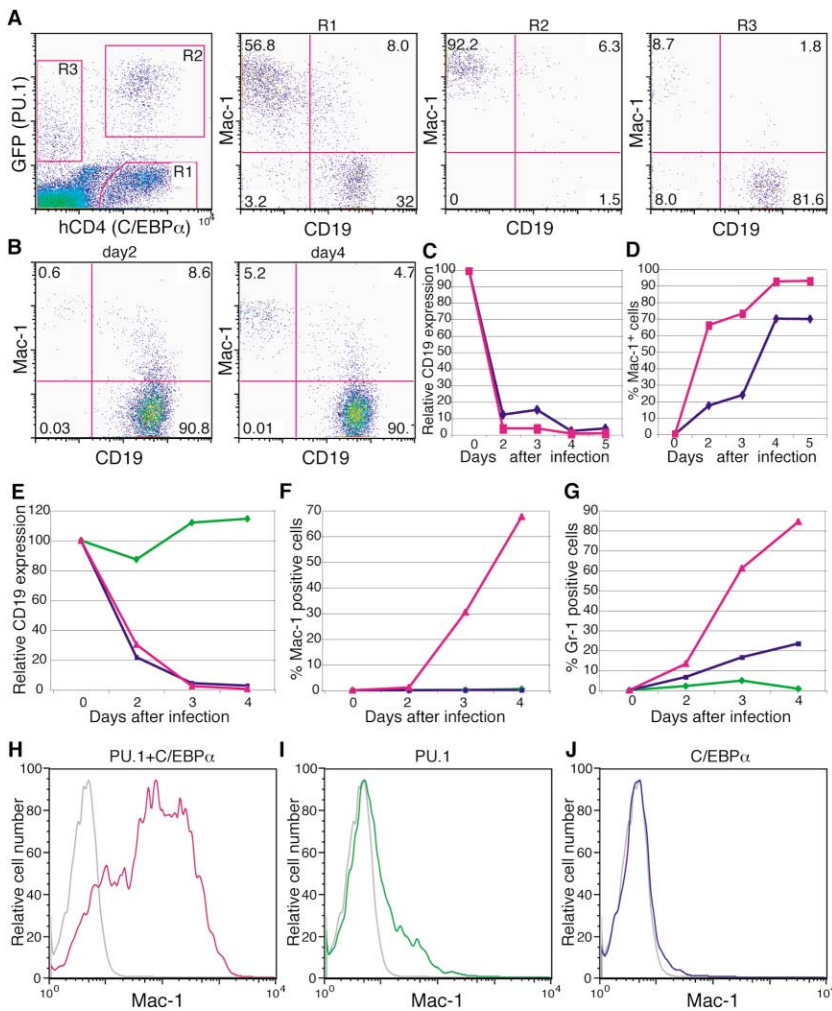 A
GFP (PU.1)
R3
R2
R1
hCD4 (C/EBPα)
10⁴
R1
56.8
8.0
3.2
32
Mac-1
CD19
R2
92.2
6.3
0
1.5
Mac-1
CD19
R3
8.7
1.8
8.0
81.6
Mac-1
CD19
B
day2
0.6
8.6
0.03
90.8
Mac-1
CD19
day4
5.2
4.7
0.01
90.1
Mac-1
CD19
C
Relative CD19 expression
100
90
80
70
60
50
40
30
20
10
0
0 2 3 4 5
Days after infection
D
% Mac-1⁺ cells
100
90
80
70
60
50
40
30
20
10
0
0 2 3 4 5
Days after infection
E
Relative CD19 expression
120
100
80
60
40
20
0
0 2 3 4
Days after infection
F
% Mac-1 positive cells
70
60
50
40
30
20
10
0
0 2 3 4
Days after infection
G
% Gr-1 positive cells
90
80
70
60
50
40
30
20
10
0
0 2 3 4
Days after infection
H
PU.1+C/EBPα
Relative cell number
100
80
60
40
20
0
10⁰ 10⁴
Mac-1
I
PU.1
Relative cell number
100
80
60
40
20
0
10⁰ 10⁴
Mac-1
J
C/EBPα
Relative cell number
100
80
60
40
20
0
10⁰
Mac-1